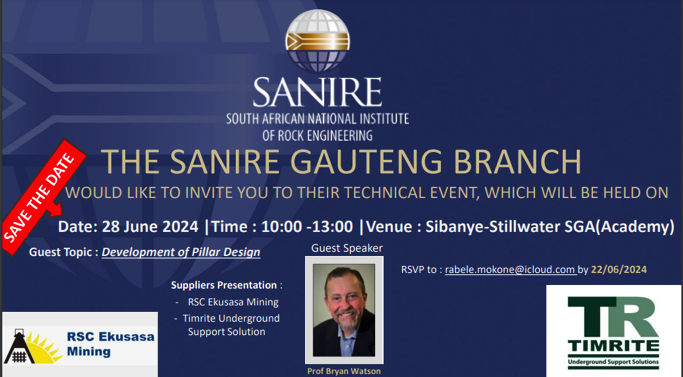 SANIRE
SOUTH AFRICAN NATIONAL INSTITUTE
OF ROCK ENGINEERING
THE SANIRE GAUTENG BRANCH
WOULD LIKE TO INVITE YOU TO THEIR TECHNICAL EVENT, WHICH WILL BE HELD ON
SAVE THE DATE
Date: 28 June 2024 |Time : 10:00 -13:00 |Venue : Sibanye-Stillwater SGA(Academy)
Guest Topic : Development of Pillar Design
Guest Speaker
RSVP to : rabele.mokone@icloud.com by 22/06/2024
Suppliers Presentation :
- RSC Ekusasa Mining
- Timrite Underground
Support Solution
RSC Ekusasa
Mining
Prof Bryan Watson
TR
TIMRITE
Underground Support Solutions